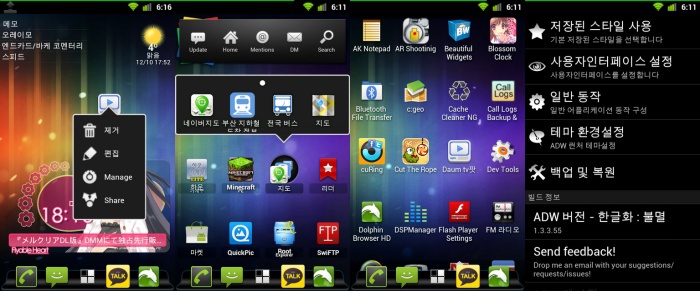 6:16
메모
오레이모
엔드카드/바케 코멘터리
스피드
4°
맑음
12/10 17:52
제거
편집
Manage
Share
18:
『メルクリアDL版』DMMにて独占先行販...
Flyable Heart
TALK
6:11
Update
Home
Mentions
DM
Search
네이버지도
부산 지하철
전국 버스
지도
Minecraft
지도
리더
마켓
QuickPic
Root Explorer
SwiFTP
SFTP
TALK
6:11
AK Notepad
AR Shootinig
Beautiful Widgets
Blossom Clock
Bluetooth File Transfer
c:geo
Cache Cleaner NG
Call Logs Backup &
cuRing
Cut The Rope
Daum tv팟
Dev Tools
Dolphin Browser HD
DSPManager
Flash Player Settings
FM 라디오
TALK
6:11
저장된 스타일 사용
기본 저장된 스타일을 선택합니다
사용자인터페이스 설정
사용자인터페이스를 설정합니다
일반 동작
일반 어플리케이션 동작 구성
테마 환경설정
ADW 런처 테마설정
백업 및 복원
빌드 정보
ADW 버전 - 한글화 : 불멸
1.3.3.55
Send feedback!
Drop me an email with your suggestions/
requests/issues!